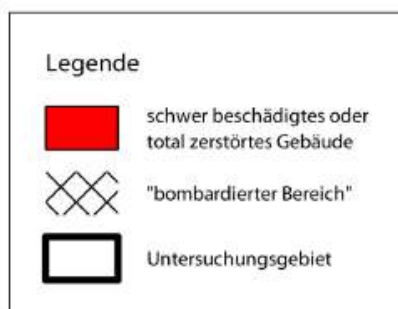 Legende
schwer beschädigtes oder
total zerstörtes Gebäude
"bombardierter Bereich"
Untersuchungsgebiet